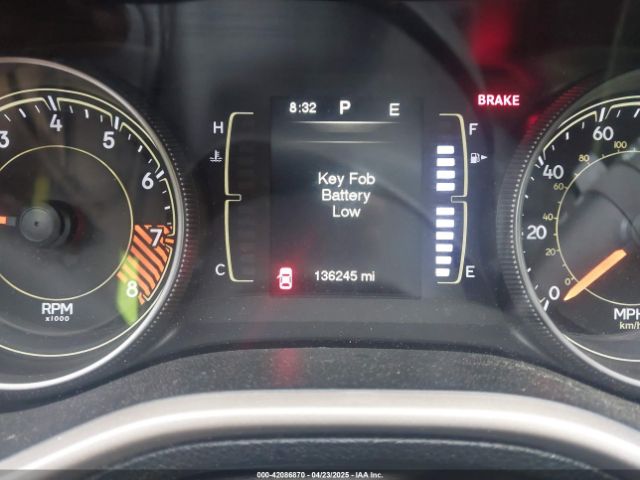 8:32 P E
BRAKE
H
F
C
E
Key Fob
Battery
Low
136245 mi
3 4 5 6 7 8
RPM
x1000
0 20 40 60
0 20 40 60 80 100
MPH
km/h
000-42086870 - 04/23/2025 - IAA Inc.